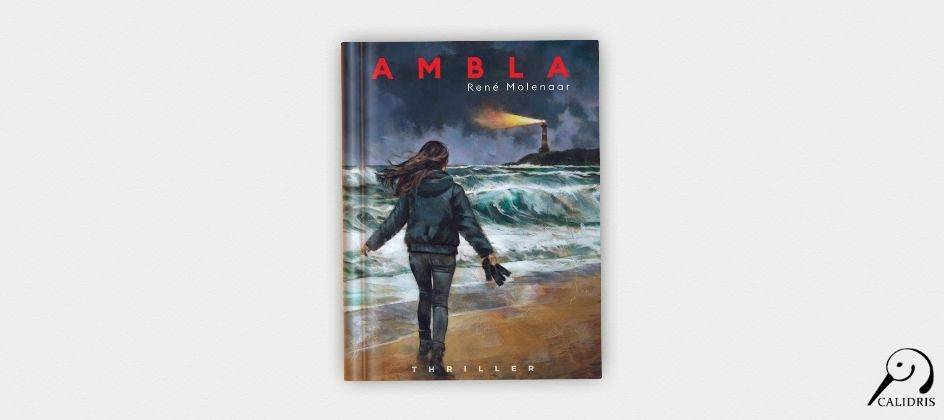 AMBLA
René Molenaar
THRILLER
CALIDRIS